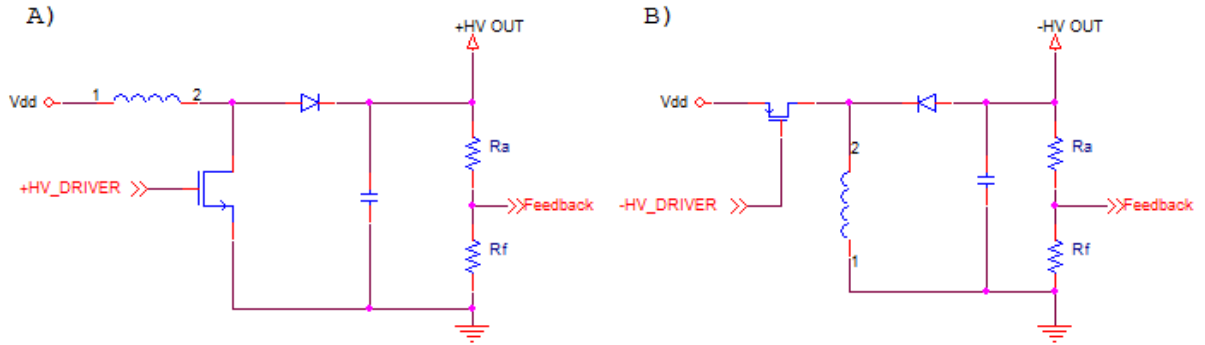 A)
+HV OUT
Vdd
1
2
Ra
+HV_DRIVER
Feedback
Rf
B)
-HV OUT
Vdd
2
Ra
-HV_DRIVER
Feedback
Rf
1